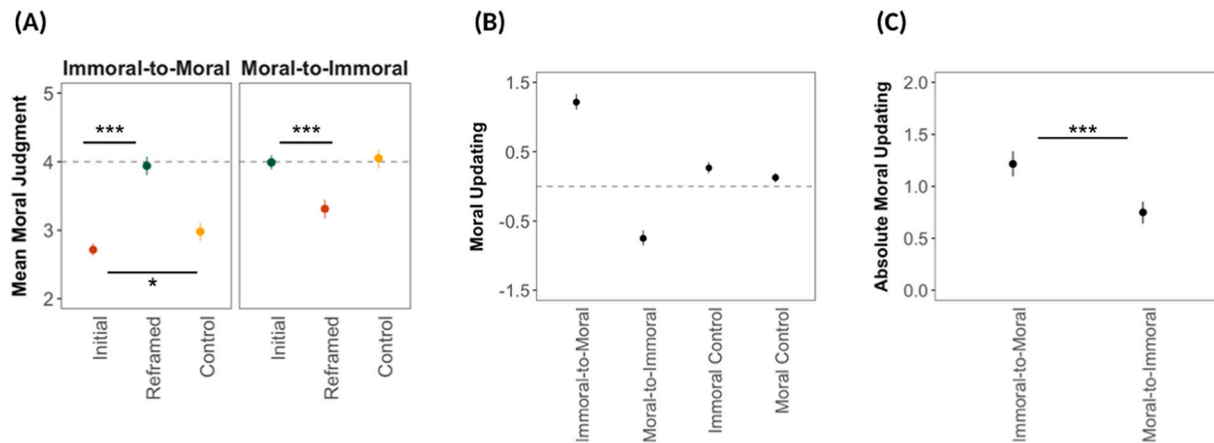 (A)
Immoral-to-Moral
Moral-to-Immoral
Mean Moral Judgment
5
4
3
2
***
*
***
Initial
Reframed
Control
Initial
Reframed
Control
(B)
Moral Updating
1.5
0.5
-0.5
-1.5
Immoral-to-Moral
Moral-to-Immoral
Immoral Control
Moral Control
(C)
Absolute Moral Updating
2.0
1.5
1.0
0.5
0.0
***
Immoral-to-Moral
Moral-to-Immoral